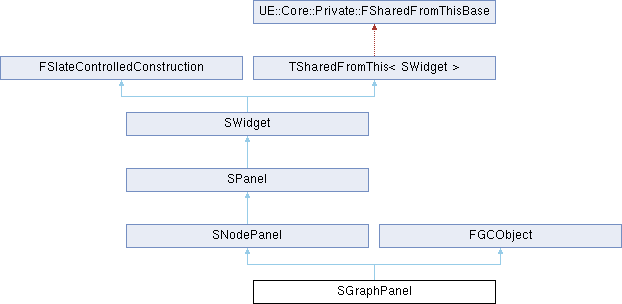 UE::Core::Private::FSharedFromThisBase
FSlateControlledConstruction
TSharedFromThis< SWidget >
SWidget
SPanel
SNodePanel
FGCObject
SGraphPanel